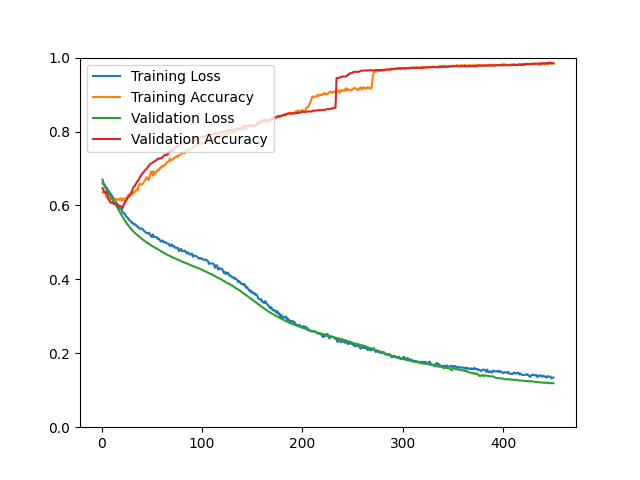 1.0
0.8
0.6
0.4
0.2
0.0
Training Loss
Training Accuracy
Validation Loss
Validation Accuracy
0 100 200 300 400